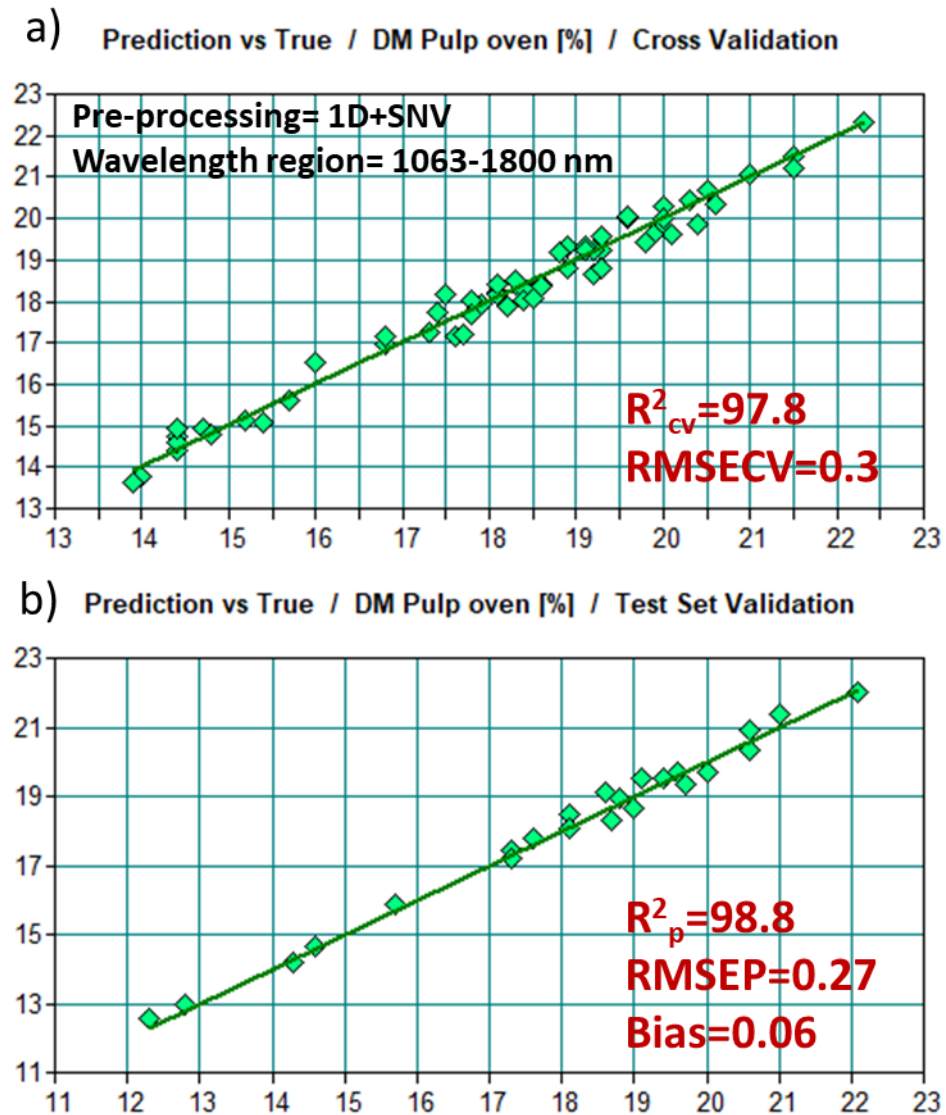 a)
Prediction vs True / DM Pulp oven [%] / Cross Validation
23
22
21
20
19
18
17
16
15
14
13
Pre-processing= 1D+SNV
Wavelength region= 1063-1800 nm
R²cv=97.8
RMSECV=0.3
13 14 15 16 17 18 19 20 21 22 23
b)
Prediction vs True / DM Pulp oven [%] / Test Set Validation
23
21
19
17
15
13
11
R²p=98.8
RMSEP=0.27
Bias=0.06
11 12 13 14 15 16 17 18 19 20 21 22 23